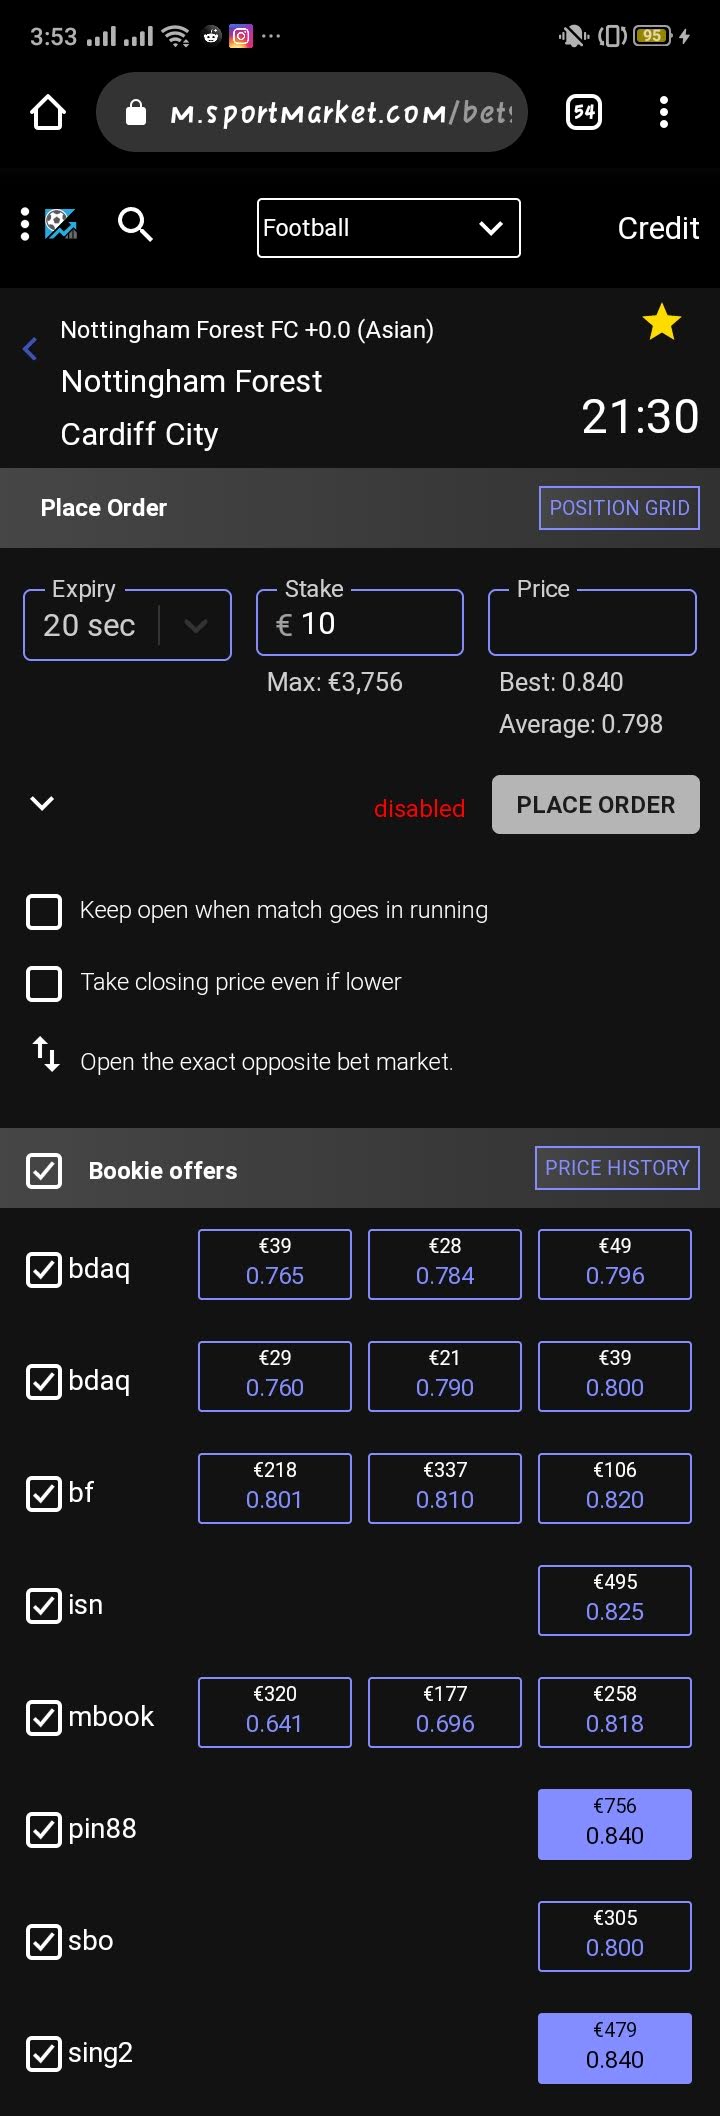 3:53 95
m.sportmarket.com/bets 54
Football Credit
Nottingham Forest FC +0.0 (Asian)
Nottingham Forest
Cardiff City
21:30
Place Order POSITION GRID
Expiry Stake Price
20 sec € 10
Max: €3,756 Best: 0.840
Average: 0.798
disabled PLACE ORDER
Keep open when match goes in running
Take closing price even if lower
Open the exact opposite bet market.
Bookie offers PRICE HISTORY
€39 €28 €49
bdaq 0.765 0.784 0.796
€29 €21 €39
bdaq 0.760 0.790 0.800
€218 €337 €106
bf 0.801 0.810 0.820
€495
isn 0.825
€320 €177 €258
mbook 0.641 0.696 0.818
€756
pin88 0.840
€305
sbo 0.800
€479
sing2 0.840